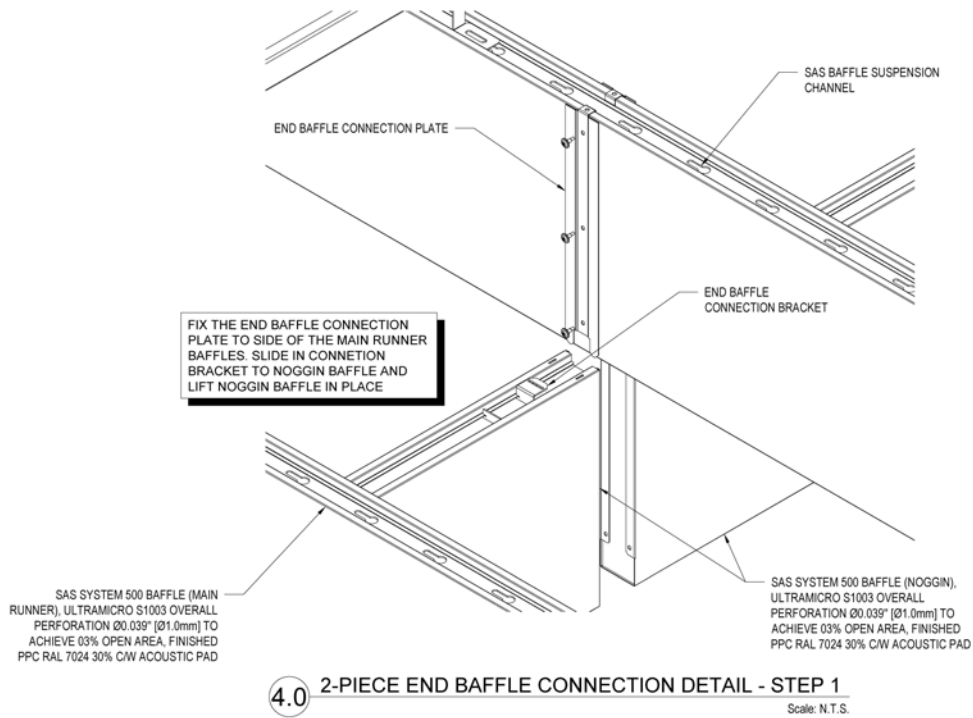 SAS BAFFLE SUSPENSION
CHANNEL
END BAFFLE CONNECTION PLATE
END BAFFLE
CONNECTION BRACKET
FIX THE END BAFFLE CONNECTION
PLATE TO SIDE OF THE MAIN RUNNER
BAFFLES. SLIDE IN CONNETION
BRACKET TO NOGGIN BAFFLE AND
LIFT NOGGIN BAFFLE IN PLACE
SAS SYSTEM 500 BAFFLE (MAIN
RUNNER), ULTRAMICRO S1003 OVERALL
PERFORATION Ø0.039" [Ø1.0mm] TO
ACHIEVE 03% OPEN AREA, FINISHED
PPC RAL 7024 30% C/W ACOUSTIC PAD
SAS SYSTEM 500 BAFFLE (NOGGIN),
ULTRAMICRO S1003 OVERALL
PERFORATION Ø0.039" [Ø1.0mm] TO
ACHIEVE 03% OPEN AREA, FINISHED
PPC RAL 7024 30% C/W ACOUSTIC PAD
4.0
2-PIECE END BAFFLE CONNECTION DETAIL - STEP 1
Scale: N.T.S.